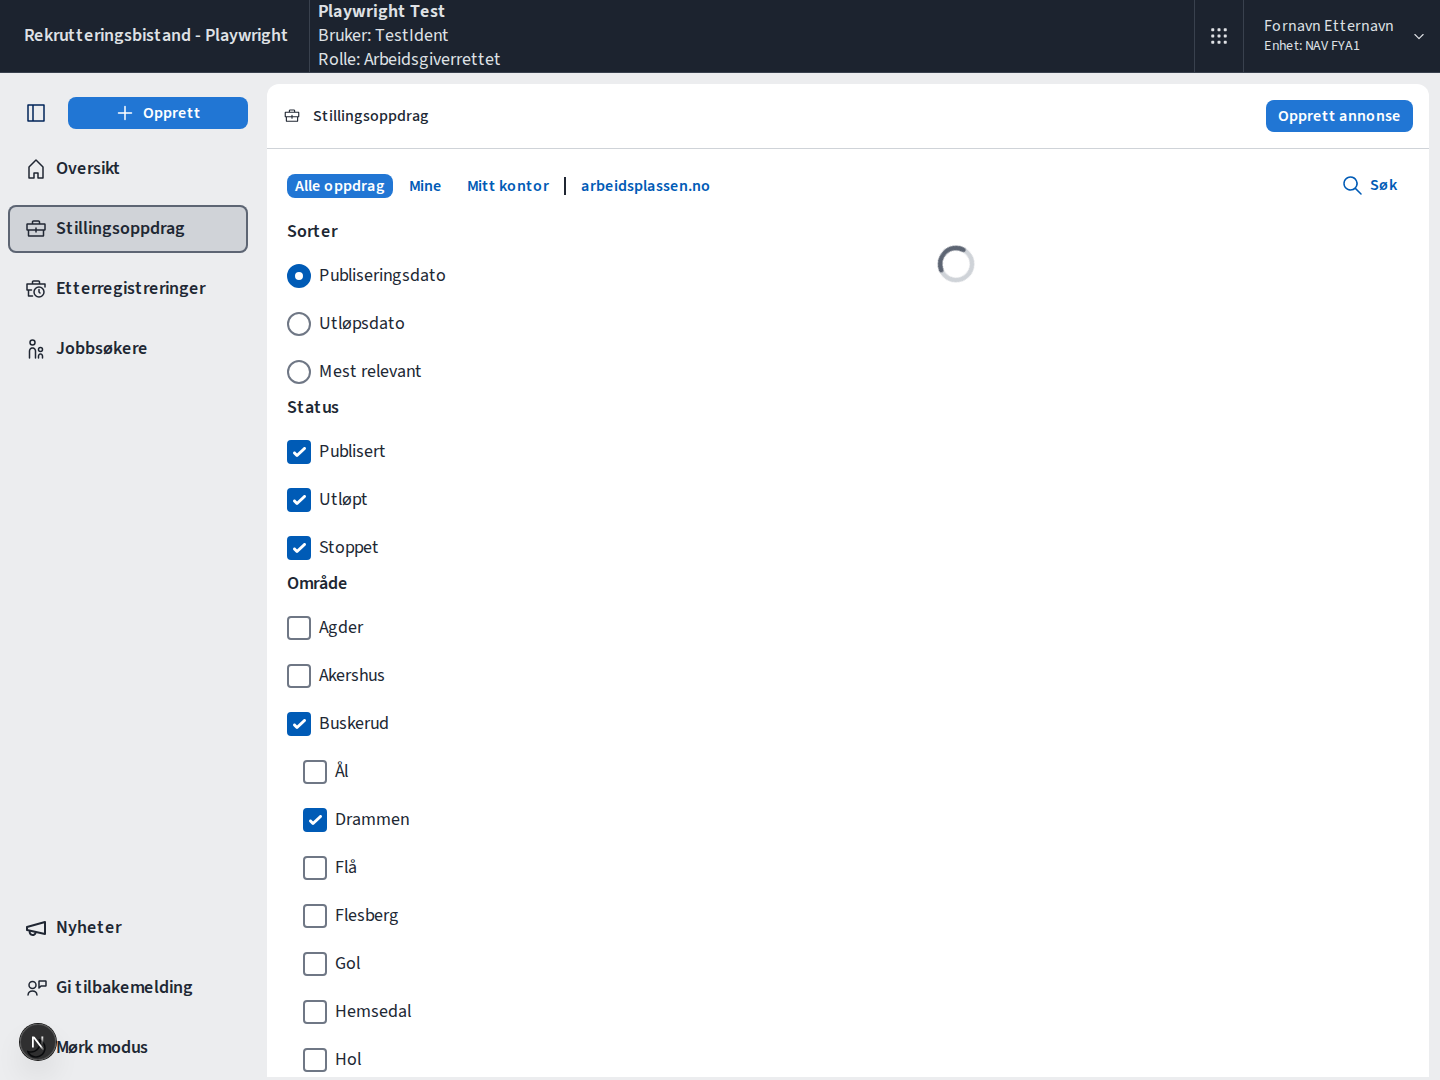 Rekrutteringsbistand - Playwright
Playwright Test
Bruker: TestIdent
Rolle: Arbeidsgiverrettet
Fornavn Etternavn
Enhet: NAV FYA1
Opprett
Oversikt
Stillingsoppdrag
Etterregistreringer
Jobbsøkere
Nyheter
Gi tilbakemelding
Mørk modus
N
Stillingsoppdrag
Opprett annonse
Alle oppdrag
Mine
Mitt kontor
arbeidsplassen.no
Søk
Sorter
Publiseringsdato
Utløpsdato
Mest relevant
Status
Publisert
Utløpt
Stoppet
Område
Agder
Akershus
Buskerud
Ål
Drammen
Flå
Flesberg
Gol
Hemsedal
Hol